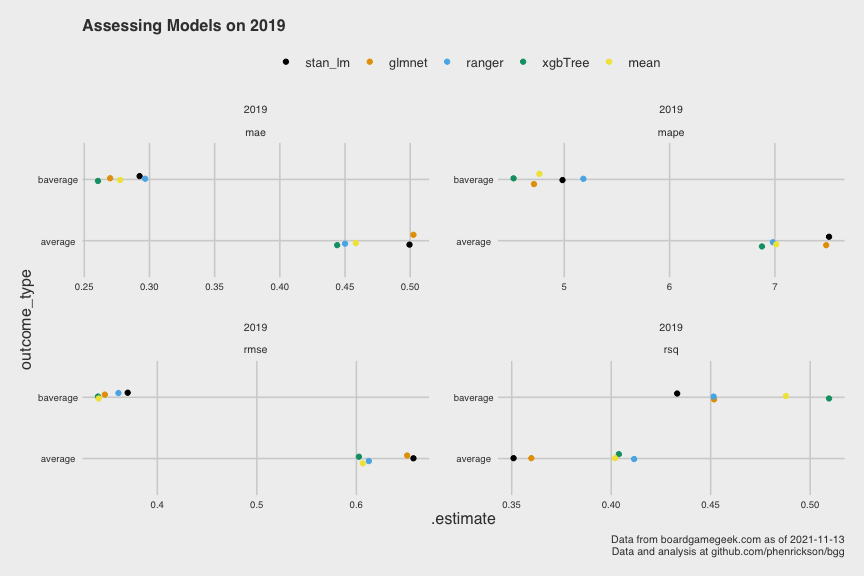 Assessing Models on 2019
stan_lm glmnet ranger xgbTree mean
2019
mae
2019
mape
baverage
average
0.25 0.30 0.35 0.40 0.45 0.50
baverage
average
5 6 7
2019
rmse
2019
rsq
baverage
average
0.4 0.5 0.6
baverage
average
0.35 0.40 0.45 0.50
outcome_type
.estimate
Data from boardgamegeek.com as of 2021-11-13
Data and analysis at github.com/phenrickson/bgg